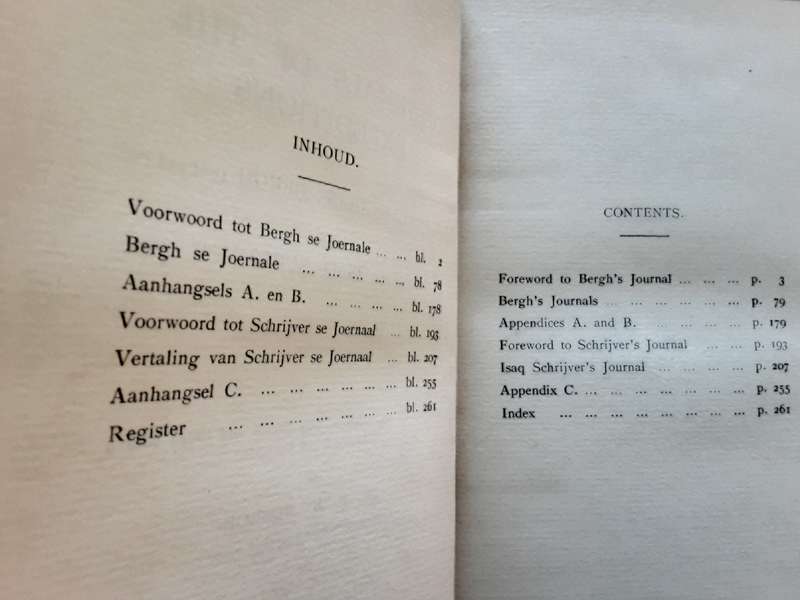 INHOUD.
Voorwoord tot Bergh se Joernale ... ... bl. 2
Bergh se Joernale ... ... ... ... bl. 78
Aanhangsels A. en B. ... ... ... ... bl. 178
Voorwoord tot Schrijver se Joernaal ... bl. 193
Vertaling van Schrijver se Joernaal ... bl. 207
Aanhangsel C. ... ... ... ... ... bl. 255
Register ... ... ... ... ... ... bl. 261
CONTENTS.
Foreword to Bergh's Journal ... ... ... p. 3
Bergh's Journals ... ... ... ... ... p. 79
Appendices A. and B. ... ... ... ... p. 179
Foreword to Schrijver's Journal ... ... p. 193
Isaq Schrijver's Journal ... ... ... ... p. 207
Appendix C. ... ... ... ... ... ... p. 255
Index ... ... ... ... ... ... ... ... p. 261